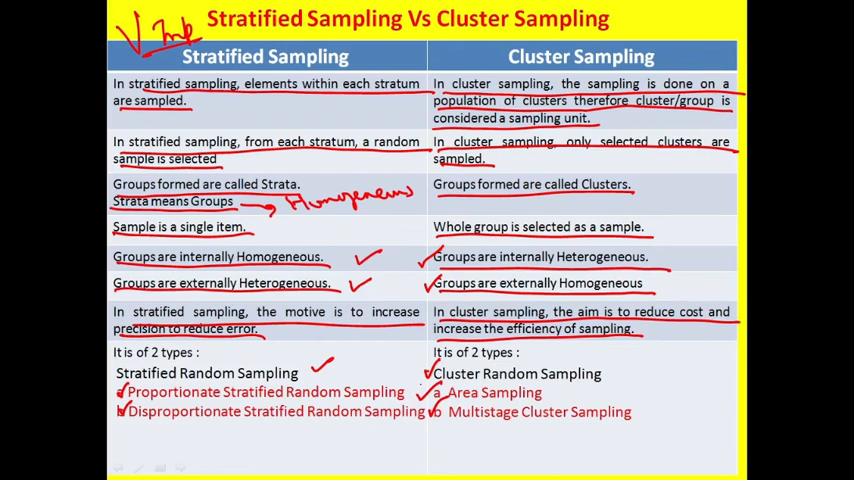 Stratified Sampling Vs Cluster Sampling
V Imp
Stratified Sampling
Cluster Sampling
In stratified sampling, elements within each stratum
are sampled.
In cluster sampling, the sampling is done on a
population of clusters therefore cluster/group is
considered a sampling unit.
In stratified sampling, from each stratum, a random
sample is selected
In cluster sampling, only selected clusters are
sampled.
Groups formed are called Strata.
Strata means Groups
Homogeneous
Groups formed are called Clusters.
Sample is a single item.
Whole group is selected as a sample.
Groups are internally Homogeneous.
Groups are internally Heterogeneous.
Groups are externally Heterogeneous.
Groups are externally Homogeneous
In stratified sampling, the motive is to increase
precision to reduce error.
In cluster sampling, the aim is to reduce cost and
increase the efficiency of sampling.
It is of 2 types :
Stratified Random Sampling
a Proportionate Stratified Random Sampling
b Disproportionate Stratified Random Sampling
It is of 2 types :
Cluster Random Sampling
a Area Sampling
b Multistage Cluster Sampling